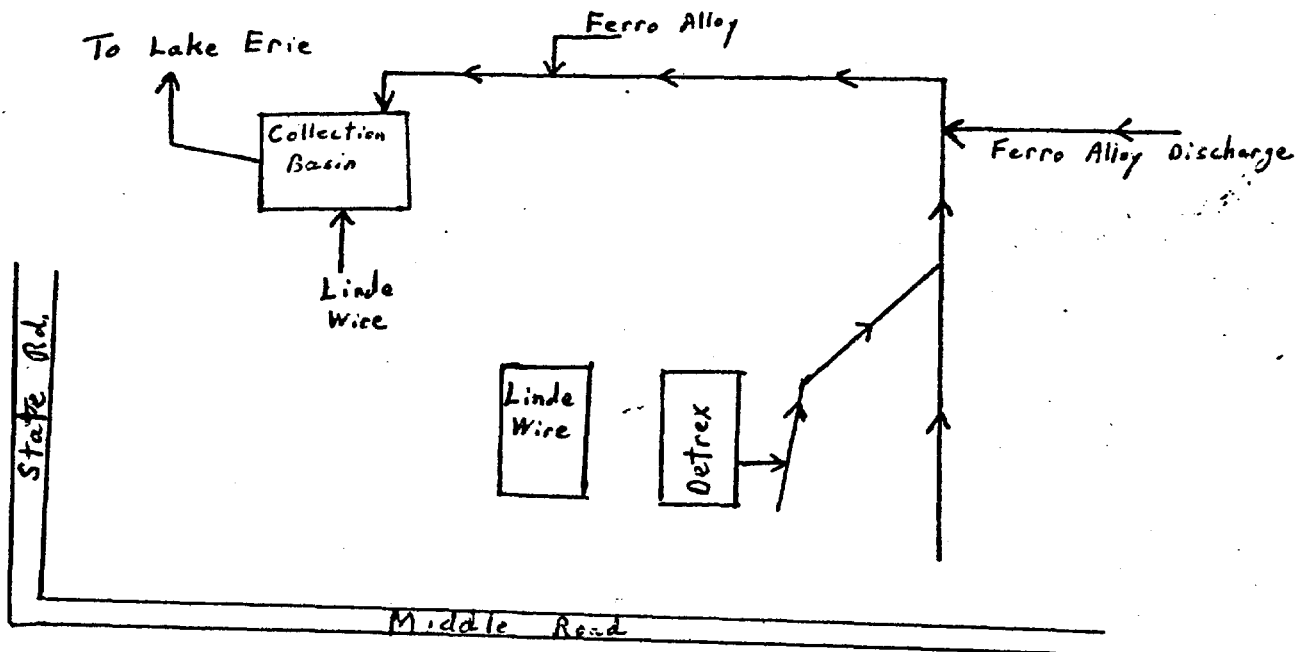 Ferro Alloy
To Lake Erie
Collection
Basin
Ferro Alloy Discharge
Linde
Wire
State Rd.
Linde
Wire
Detrex
Middle Road